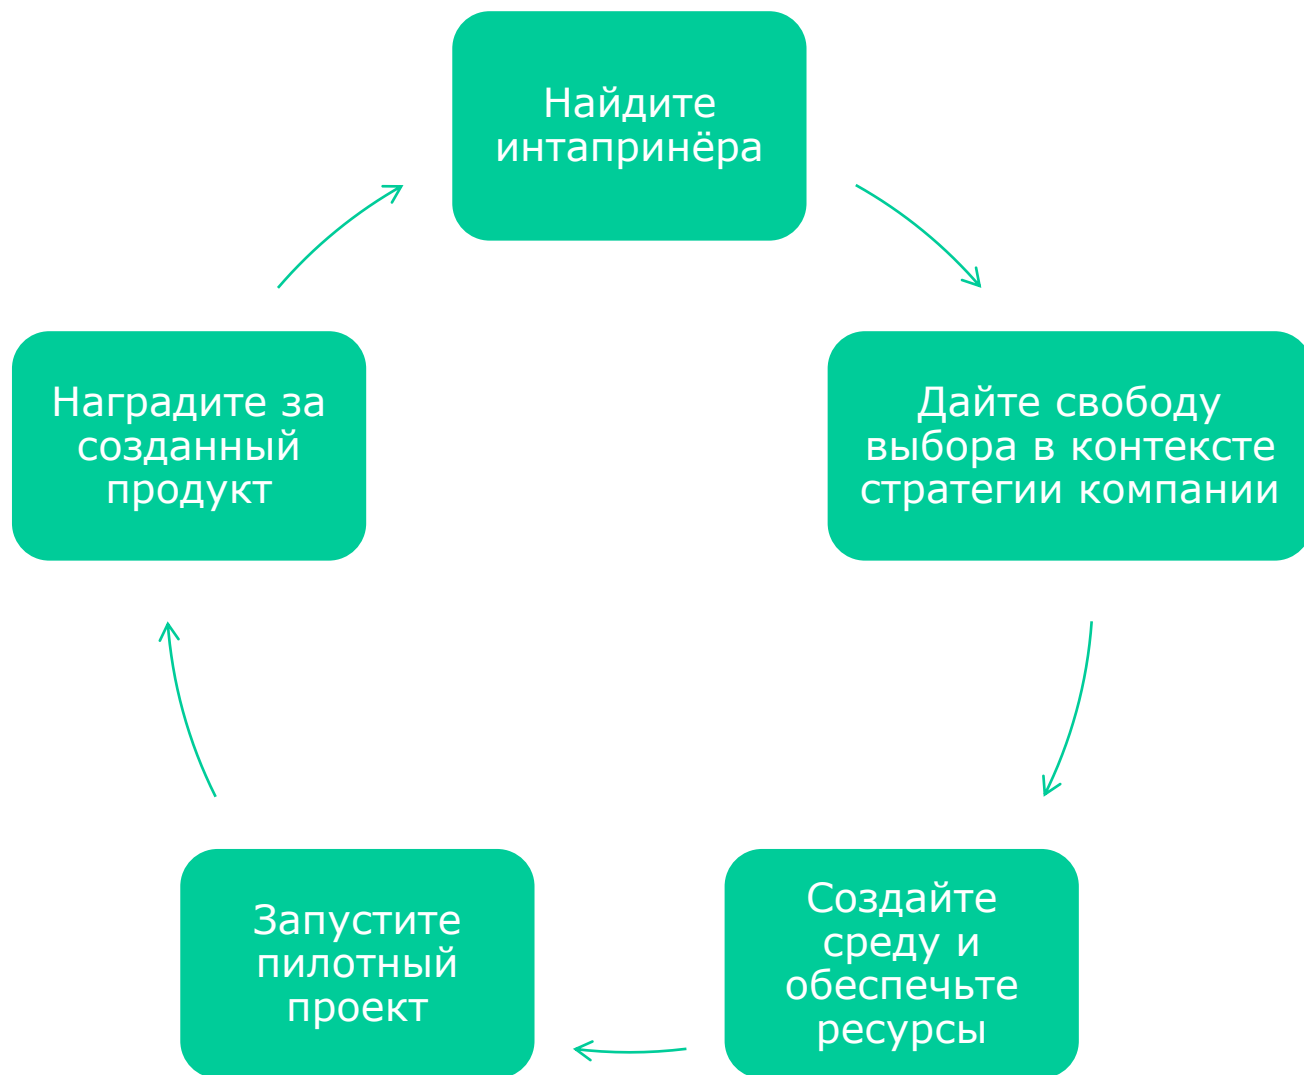 Найдите
интапринёра
Дайте свободу
выбора в контексте
стратегии компании
Создайте
среду и
обеспечьте
ресурсы
Запустите
пилотный
проект
Наградите за
созданный
продукт